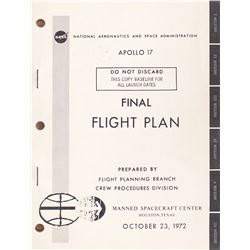 NASA
NATIONAL AERONAUTICS AND SPACE ADMINISTRATION
APOLLO 17
DO NOT DISCARD
THIS COPY BASELINE FOR
ALL LAUNCH DATES
FINAL
FLIGHT PLAN
PREPARED BY
FLIGHT PLANNING BRANCH
CREW PROCEDURES DIVISION
MANNED SPACECRAFT CENTER
HOUSTON, TEXAS
OCTOBER 23, 1972